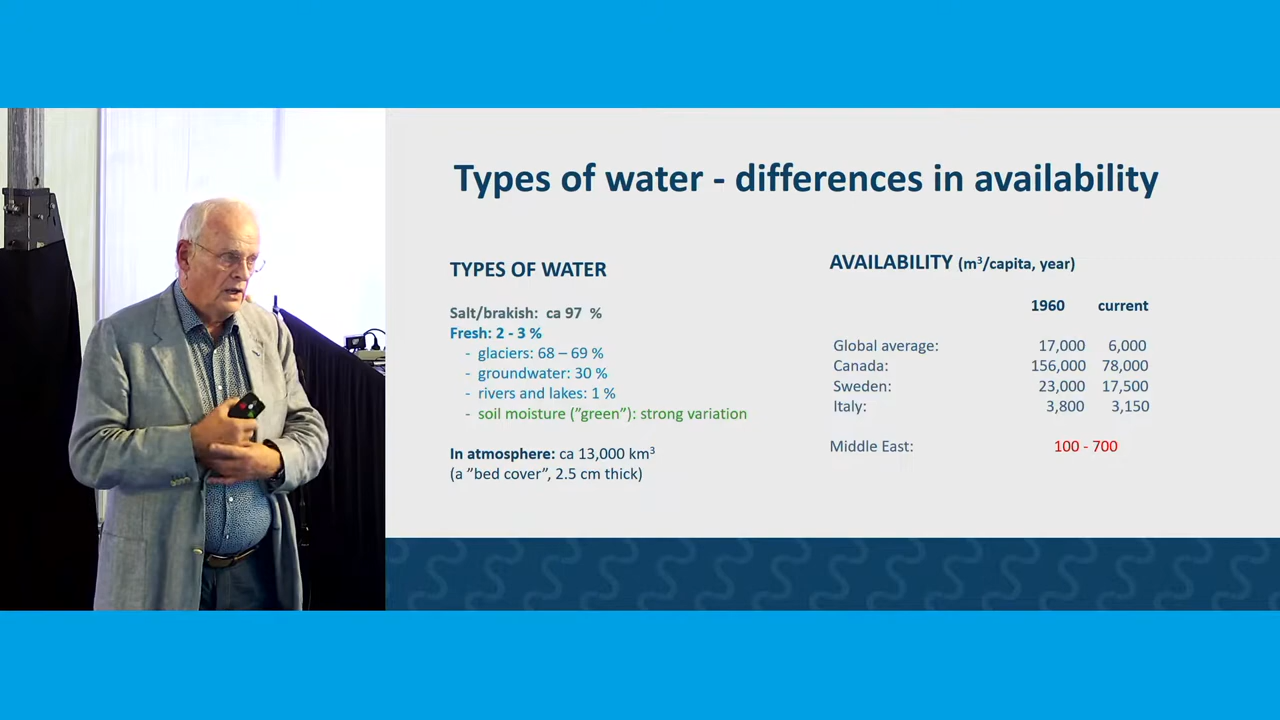 Types of water - differences in availability
TYPES OF WATER
Salt/brakish: ca 97 %
Fresh: 2 - 3 %
- glaciers: 68 – 69 %
- groundwater: 30 %
- rivers and lakes: 1 %
- soil moisture (”green”): strong variation
In atmosphere: ca 13,000 km³
(a ”bed cover”, 2.5 cm thick)
AVAILABILITY (m³/capita, year)
1960 current
Global average: 17,000 6,000
Canada: 156,000 78,000
Sweden: 23,000 17,500
Italy: 3,800 3,150
Middle East: 100 - 700